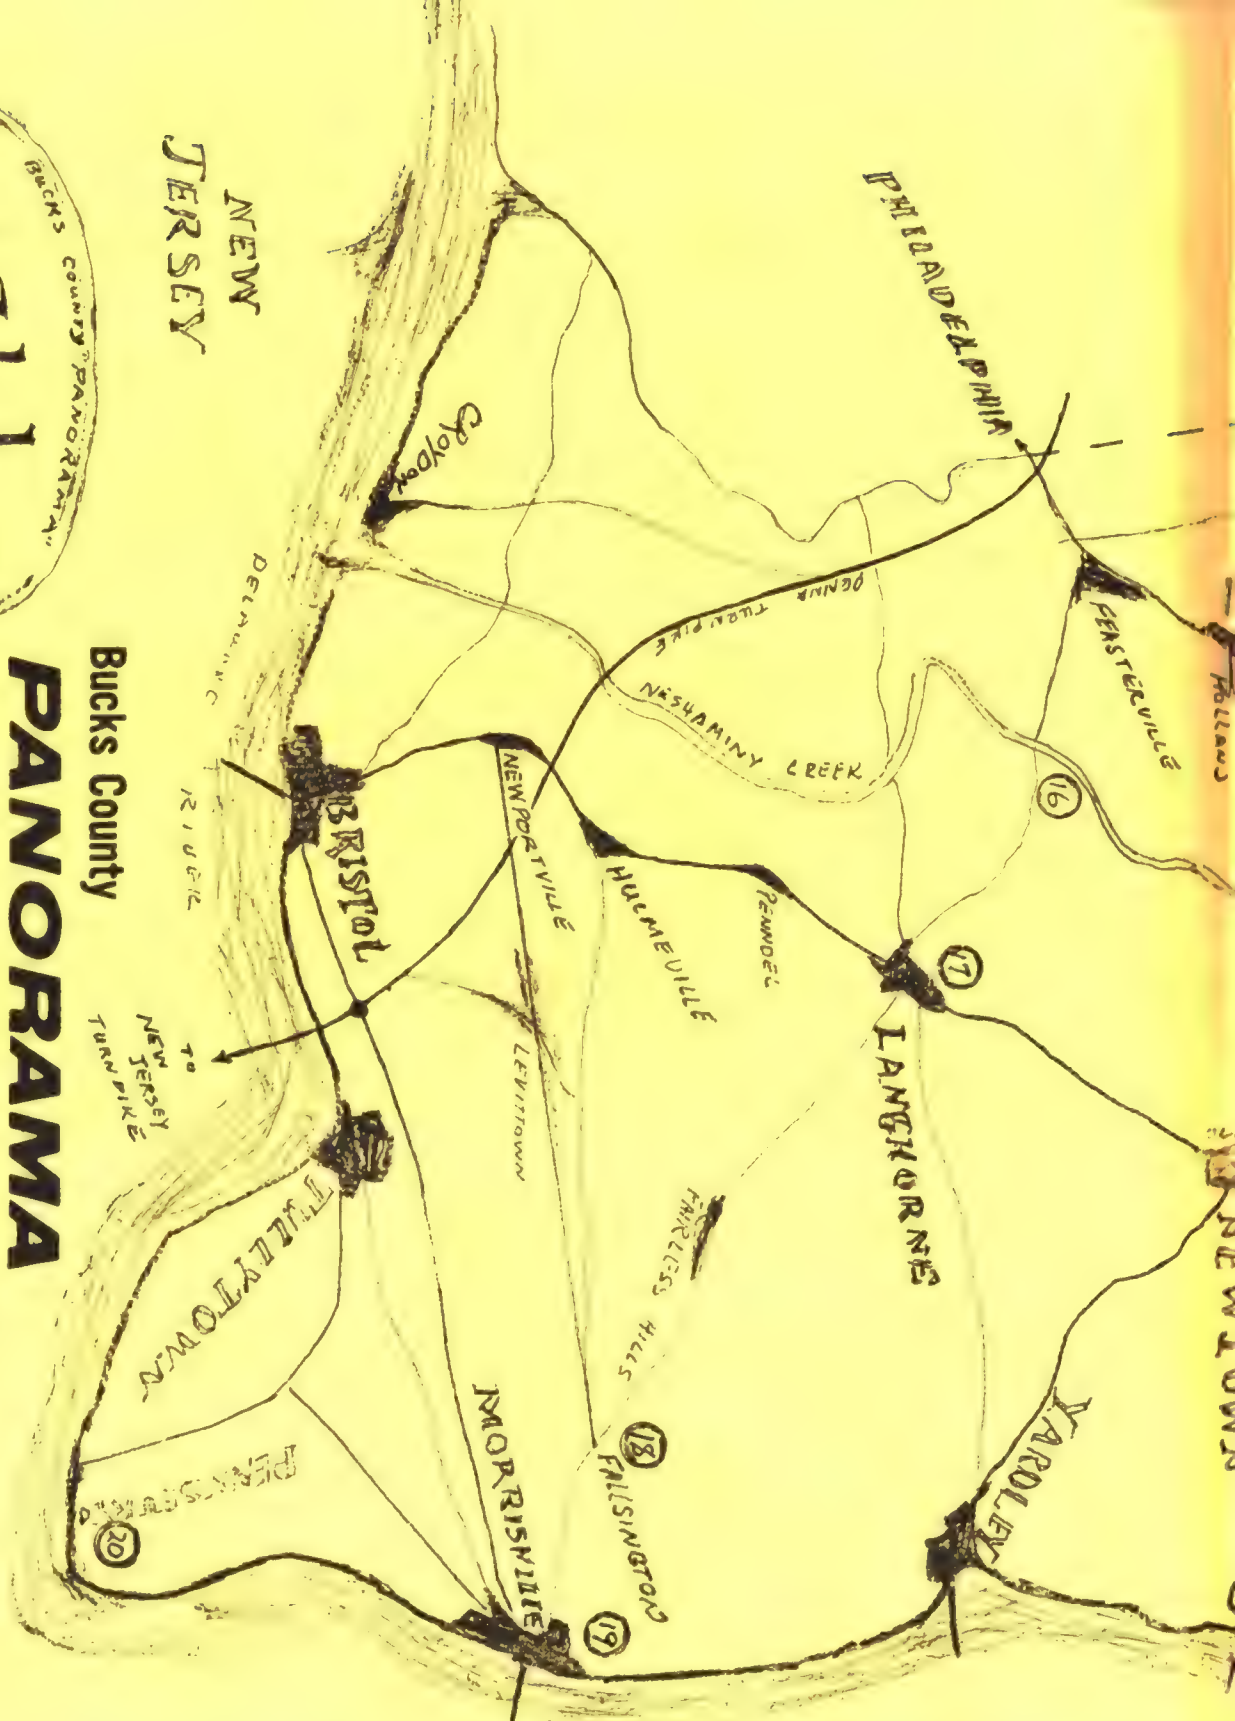 PHILADELPHIA
FEASTERVILLE
HOLLAND
16
NESHAMINY CREEK
PENNA
TURNPIKE
CROYDON
NEW
JERSEY
BUCKS COUNTY "PANORAMA"
DELAWARE
RIVER
BRISTOL
NEWPORTVILLE
HULMEVILLE
PENNDEL
17
LANGHORNE
NEWTOWN
YARDLEY
LEVITTOWN
FAIRLESS HILLS
18
FALLSINGTON
19
MORRISVILLE
TULLYTOWN
20
TO
NEW
JERSEY
TURNPIKE
Bucks County
PANORAMA